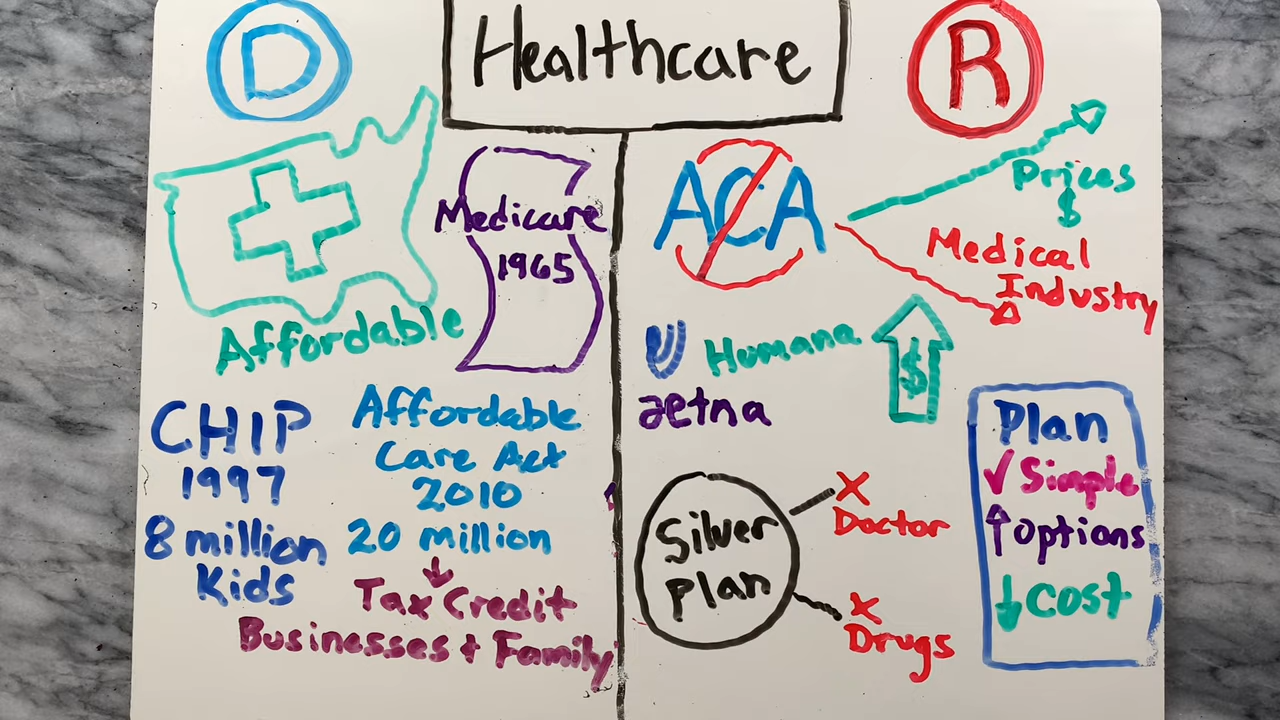 Healthcare
D
Medicare
1965
Affordable
CHIP
1997
8 million
Kids
Affordable
Care Act
2010
20 million
Tax Credit
Businesses + Family
R
ACA
Prices
$
Medical
Industry
Humana
$
aetna
Silver
plan
X
Doctor
X
Drugs
Plan
✓ Simple
↑ options
↓ cost